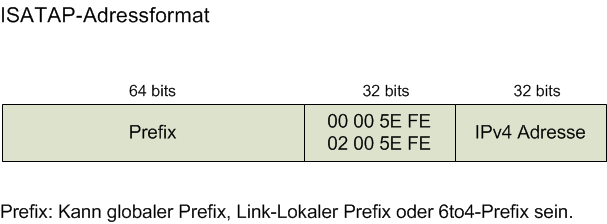 ISATAP-Adressformat
64 bits
32 bits
32 bits
Prefix
00 00 5E FE
02 00 5E FE
IPv4 Adresse
Prefix: Kann globaler Prefix, Link-Lokaler Prefix oder 6to4-Prefix sein.